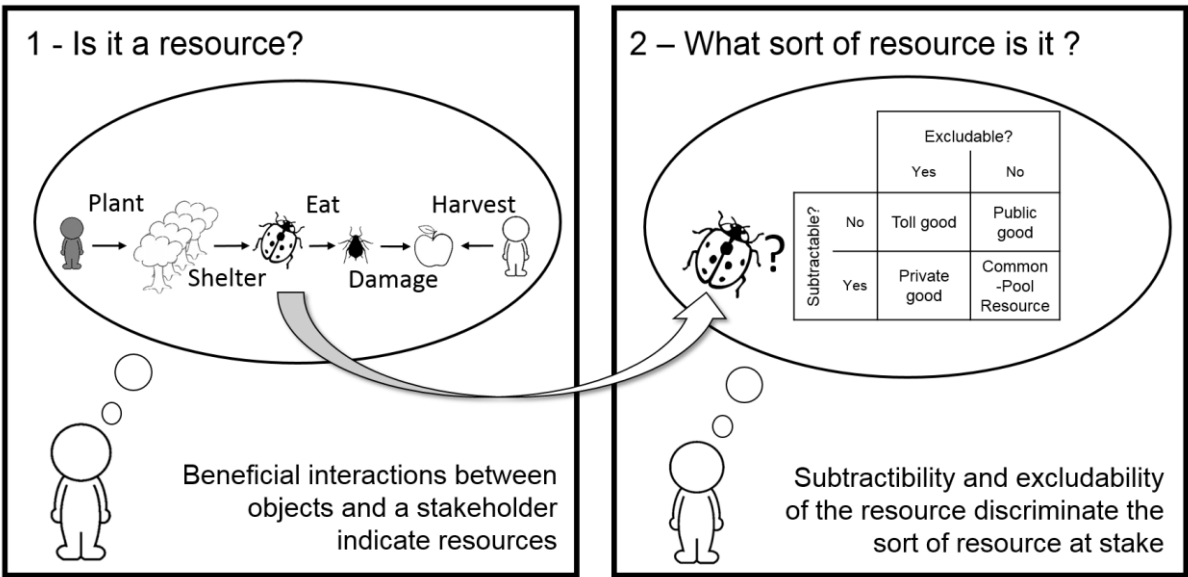 1 - Is it a resource?
Plant
Eat
Harvest
Shelter
Damage
Beneficial interactions between
objects and a stakeholder
indicate resources
2 – What sort of resource is it ?
?
Excludable?
Yes No
Subtractable?
No Toll good Public
good
Yes Private
good Common
-Pool
Resource
Subtractibility and excludability
of the resource discriminate the
sort of resource at stake